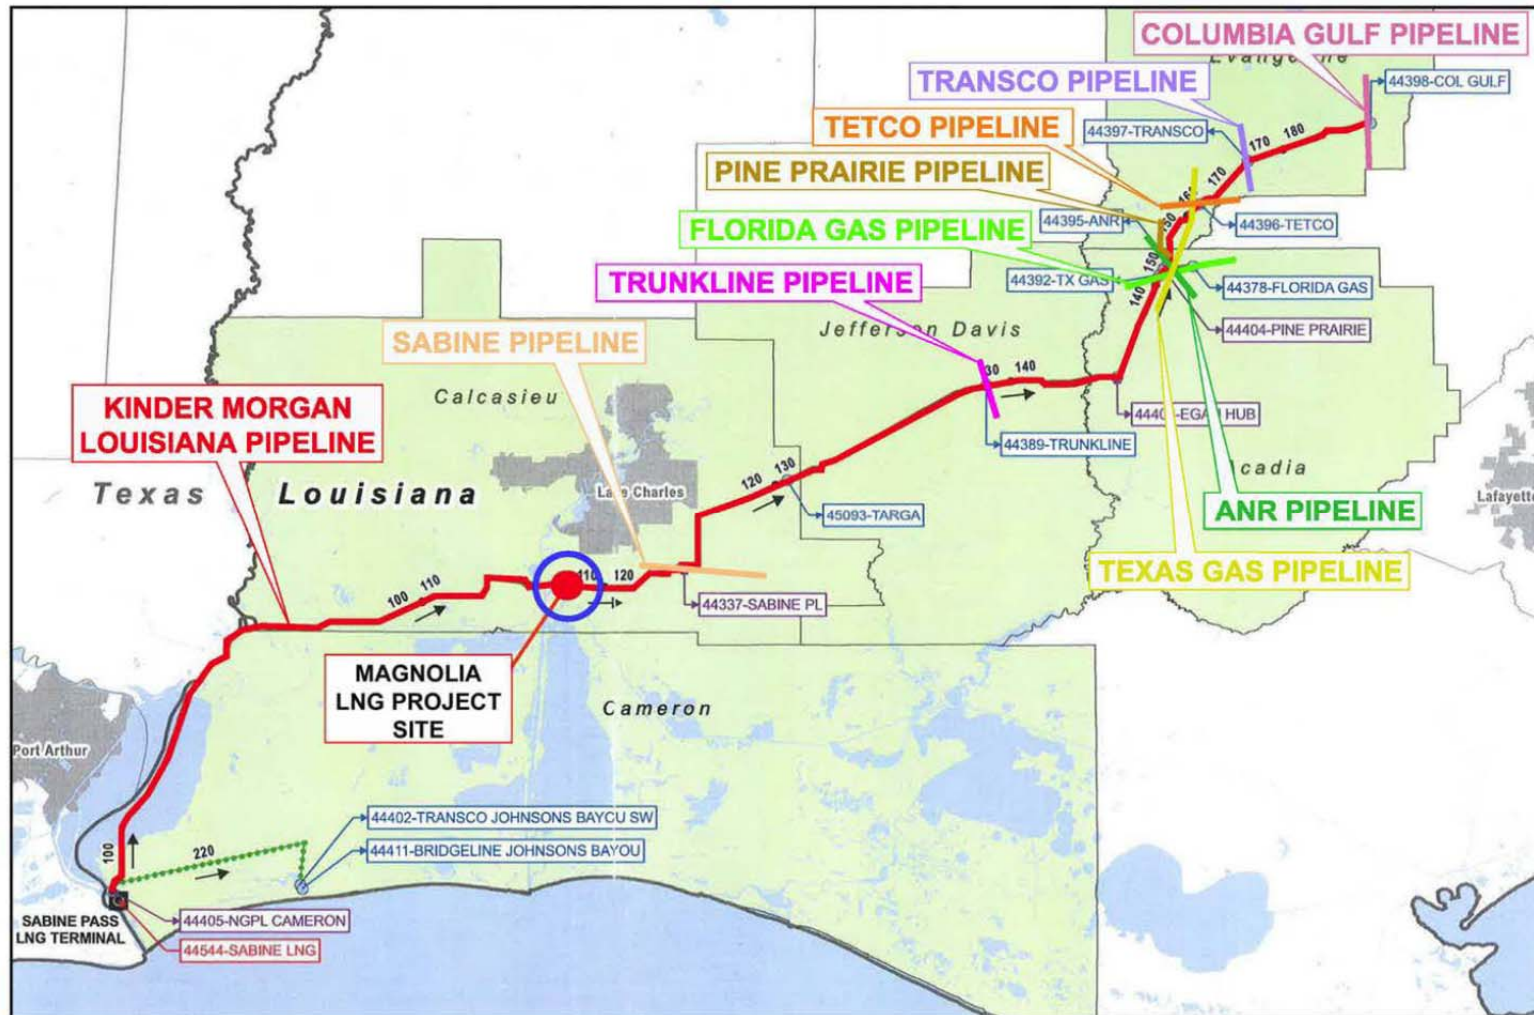 COLUMBIA GULF PIPELINE
Evangeline
TRANSCO PIPELINE
44398-COL GULF
TETCO PIPELINE
44397-TRANSCO
170
180
PINE PRAIRIE PIPELINE
170
44395-ANR
44396-TETCO
FLORIDA GAS PIPELINE
150
TRUNKLINE PIPELINE
44392-TX GAS
140
44378-FLORIDA GAS
44404-PINE PRAIRIE
SABINE PIPELINE
Jefferson Davis
140
Calcasieu
KINDER MORGAN
LOUISIANA PIPELINE
EGAN HUB
44389-TRUNKLINE
Texas
Louisiana
Lake Charles
120
130
45093-TARGA
ANR PIPELINE
Lafayette
TEXAS GAS PIPELINE
100
110
110
120
44337-SABINE PL
MAGNOLIA
LNG PROJECT
SITE
Cameron
Port Arthur
44402-TRANSCO JOHNSONS BAYCU SW
44411-BRIDGELINE JOHNSONS BAYOU
100
220
SABINE PASS
LNG TERMINAL
44405-NGPL CAMERON
44544-SABINE LNG